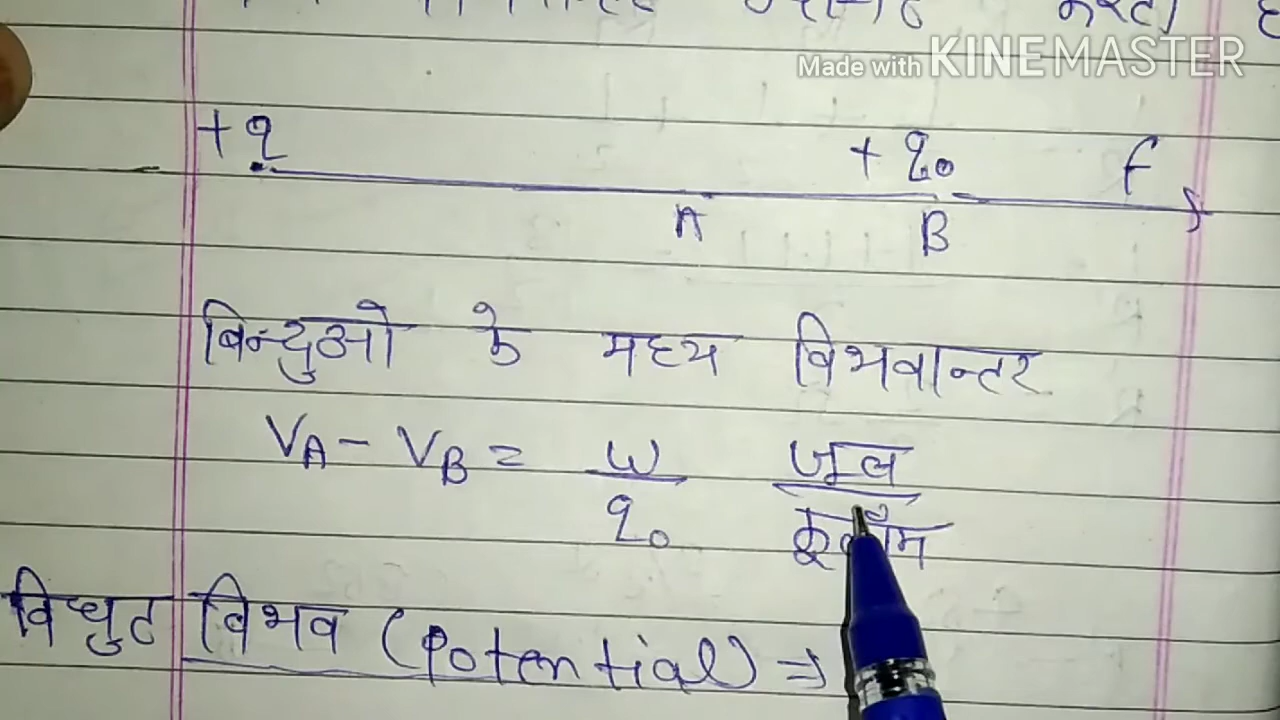 Made with KINEMASTER
+q +q₀ F
A B
बिन्दुओ के मध्य विभवान्तर
V_A - V_B = W/q₀ जूल/कूलॉम
विधुट विभव (Potential) ⇒